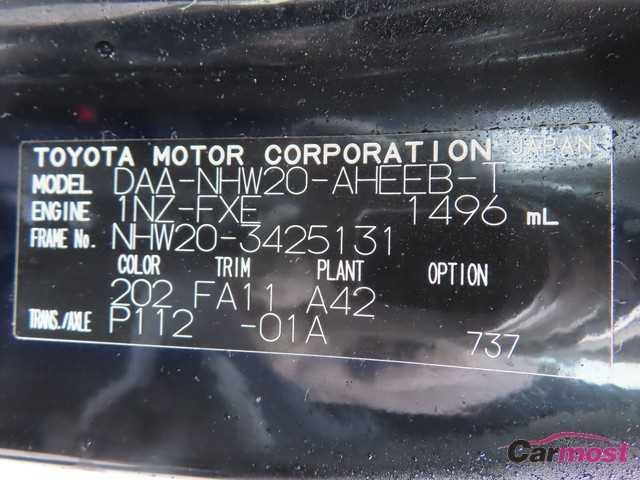 TOYOTA MOTOR CORPORATION JAPAN
MODEL DAA-NHW20-AHEEB-T
ENGINE 1NZ-FXE 1496 mL
FRAME No. NHW20-3425131
COLOR TRIM PLANT OPTION
202 FA11 A42
TRANS./AXLE P112 -01A 737
Carmost